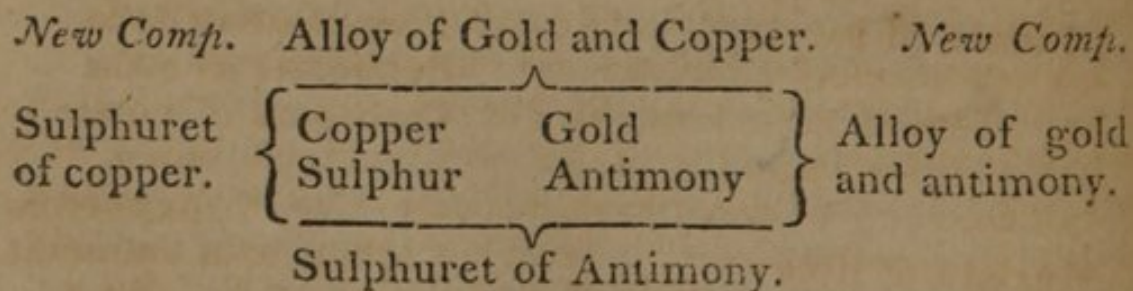 New Comp. Alloy of Gold and Copper. New Comp.
Sulphuret Copper Gold Alloy of gold
of copper. Sulphur Antimony and antimony.
Sulphuret of Antimony.